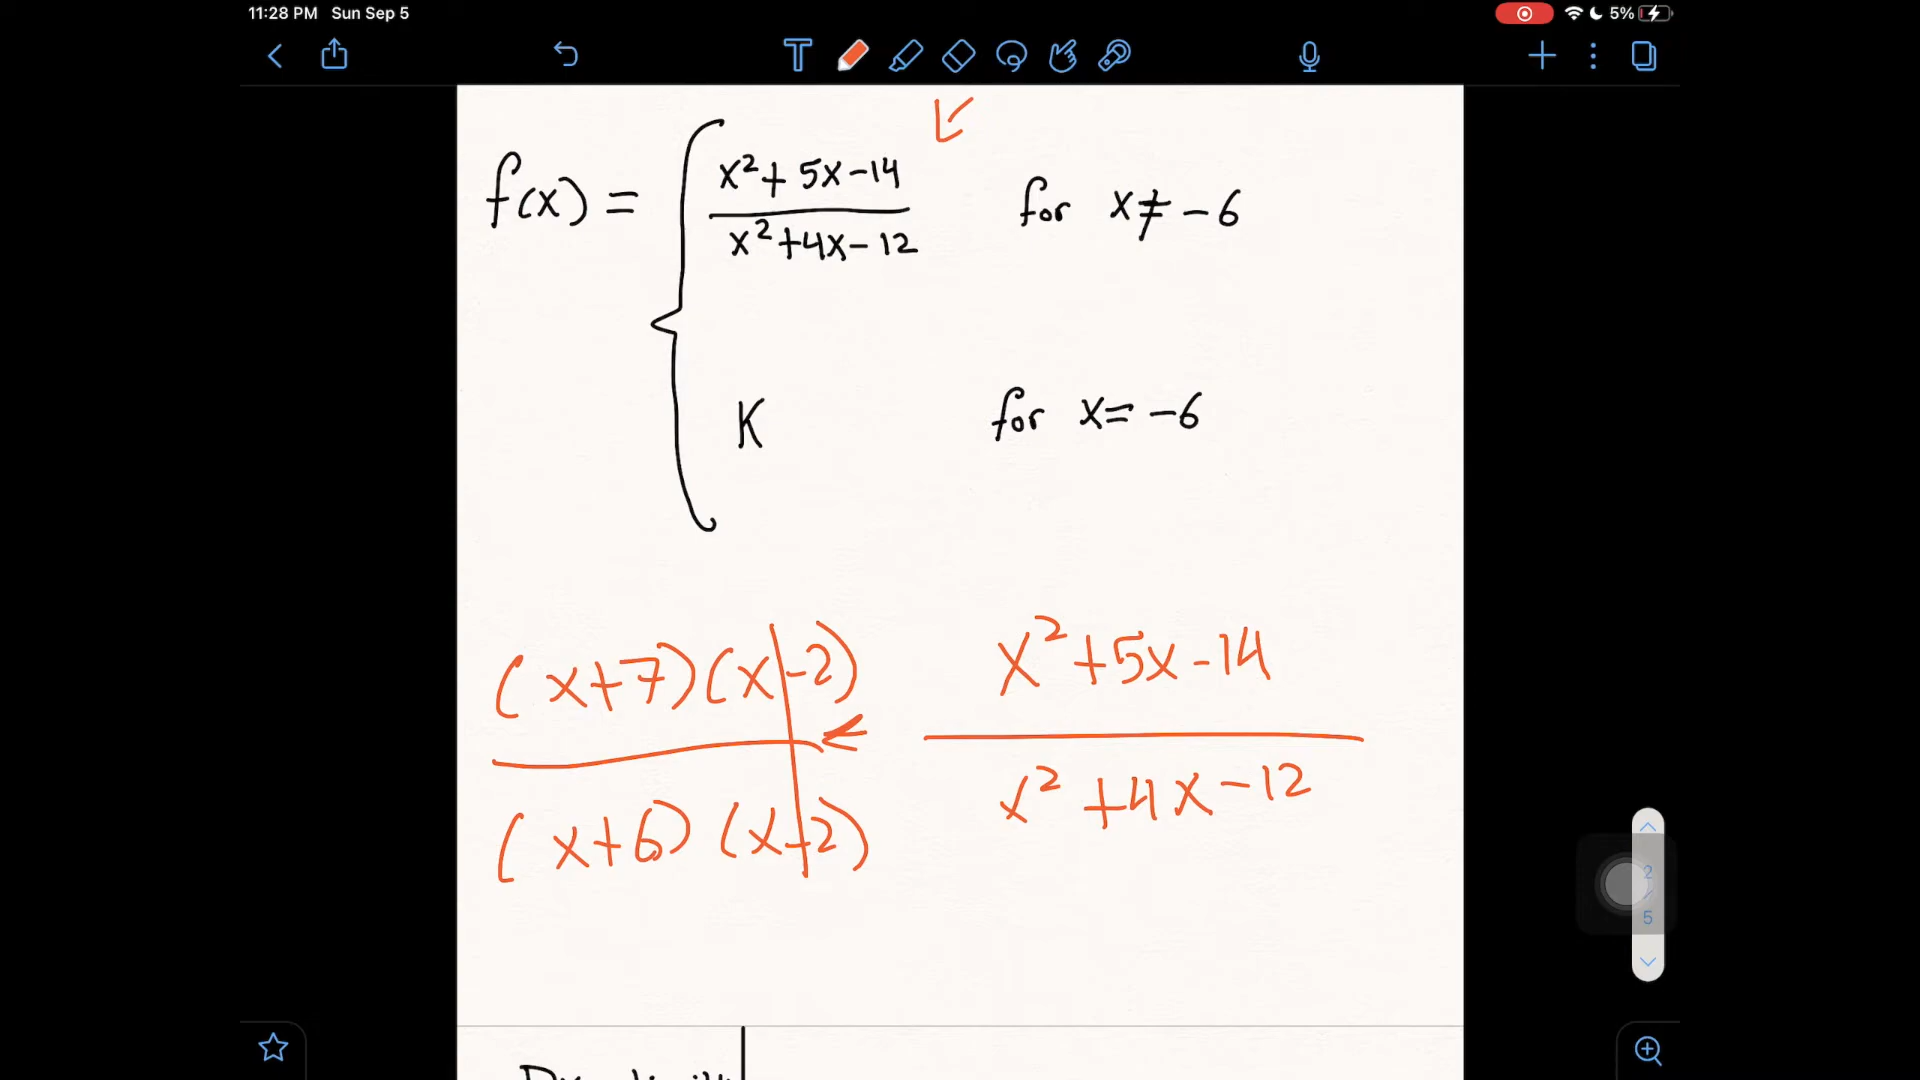 11:28 PM Sun Sep 5
5%
f(x) = { x²+5x-14 / x²+4x-12 for x≠-6
K for x=-6
(x+7)(x-2) / (x+6)(x-2)
x²+5x-14 / x²+4x-12
2
/
5